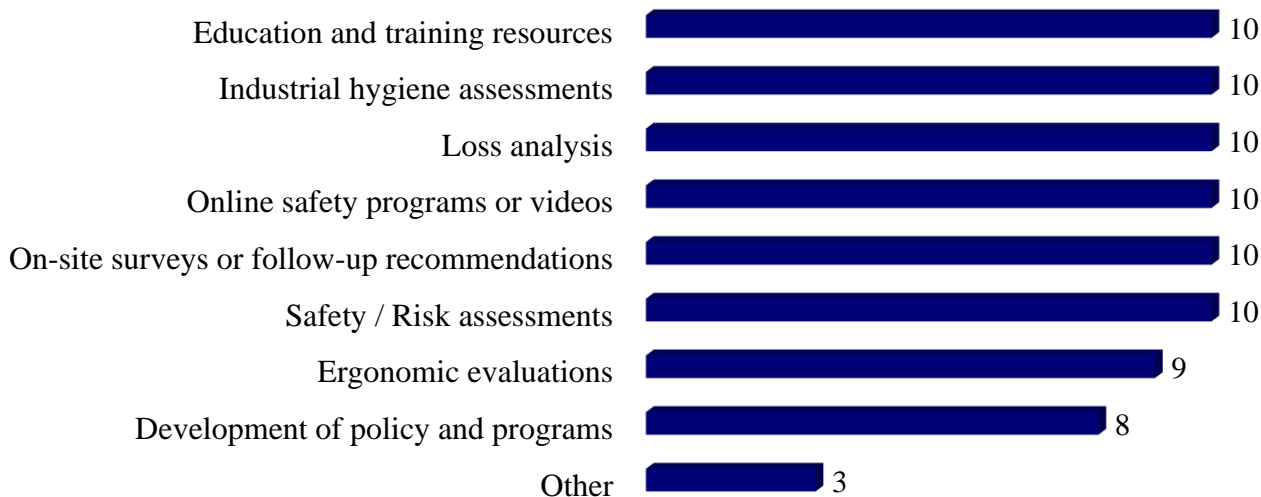 Education and training resources 10
Industrial hygiene assessments 10
Loss analysis 10
Online safety programs or videos 10
On-site surveys or follow-up recommendations 10
Safety / Risk assessments 10
Ergonomic evaluations 9
Development of policy and programs 8
Other 3